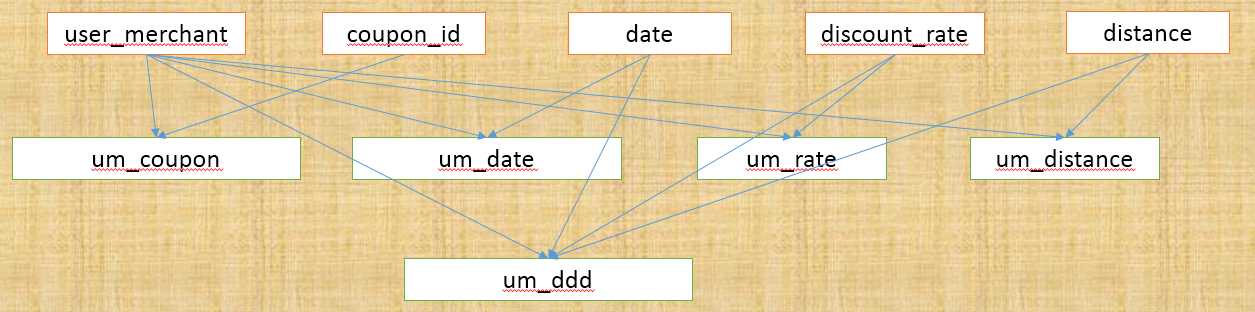 user_merchant
coupon_id
date
discount_rate
distance
um_coupon
um_date
um_rate
um_distance
um_ddd